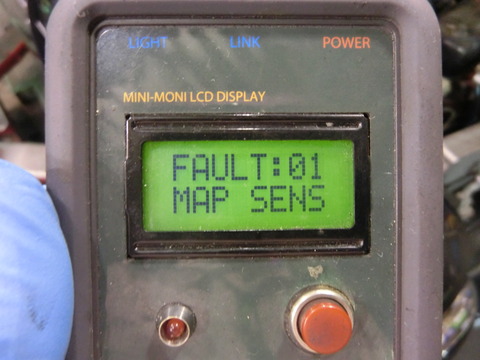 LIGHT LINK POWER
MINI-MONI LCD DISPLAY
FAULT:01
MAP SENS